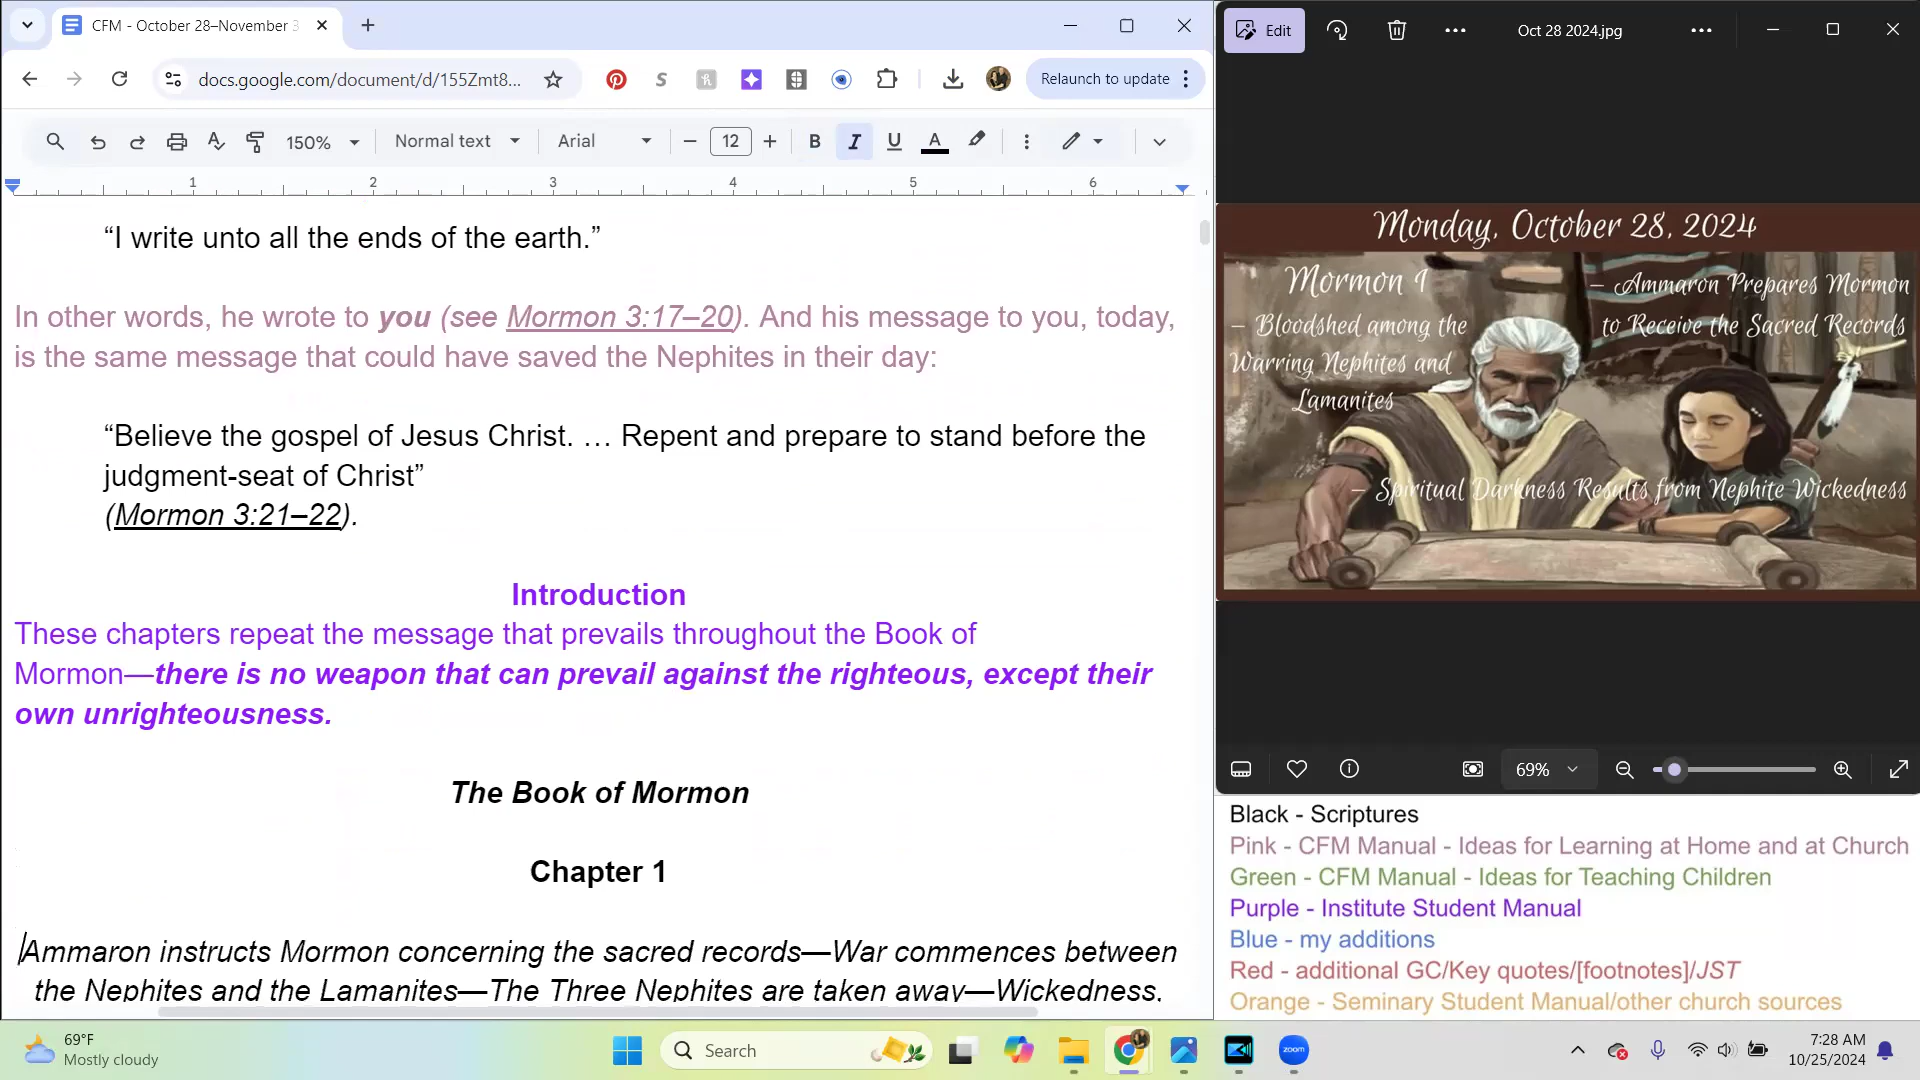 CFM - October 28–November 3
docs.google.com/document/d/155Zmt8...
Relaunch to update
150%
Normal text
Arial
12
B I U A
1 2 3 4 5 6
“I write unto all the ends of the earth.”
In other words, he wrote to you (see Mormon 3:17–20). And his message to you, today,
is the same message that could have saved the Nephites in their day:
“Believe the gospel of Jesus Christ. … Repent and prepare to stand before the
judgment-seat of Christ”
(Mormon 3:21–22).
Introduction
These chapters repeat the message that prevails throughout the Book of
Mormon—there is no weapon that can prevail against the righteous, except their
own unrighteousness.
The Book of Mormon
Chapter 1
Ammaron instructs Mormon concerning the sacred records—War commences between
the Nephites and the Lamanites—The Three Nephites are taken away—Wickedness,
Edit
Oct 28 2024.jpg
Monday, October 28, 2024
Mormon 1
– Bloodshed among the
Warring Nephites and
Lamanites
– Ammaron Prepares Mormon
to Receive the Sacred Records
– Spiritual Darkness Results from Nephite Wickedness
69%
Black - Scriptures
Pink - CFM Manual - Ideas for Learning at Home and at Church
Green - CFM Manual - Ideas for Teaching Children
Purple - Institute Student Manual
Blue - my additions
Red - additional GC/Key quotes/[footnotes]/JST
Orange - Seminary Student Manual/other church sources
69°F
Mostly cloudy
Search
zoom
7:28 AM
10/25/2024